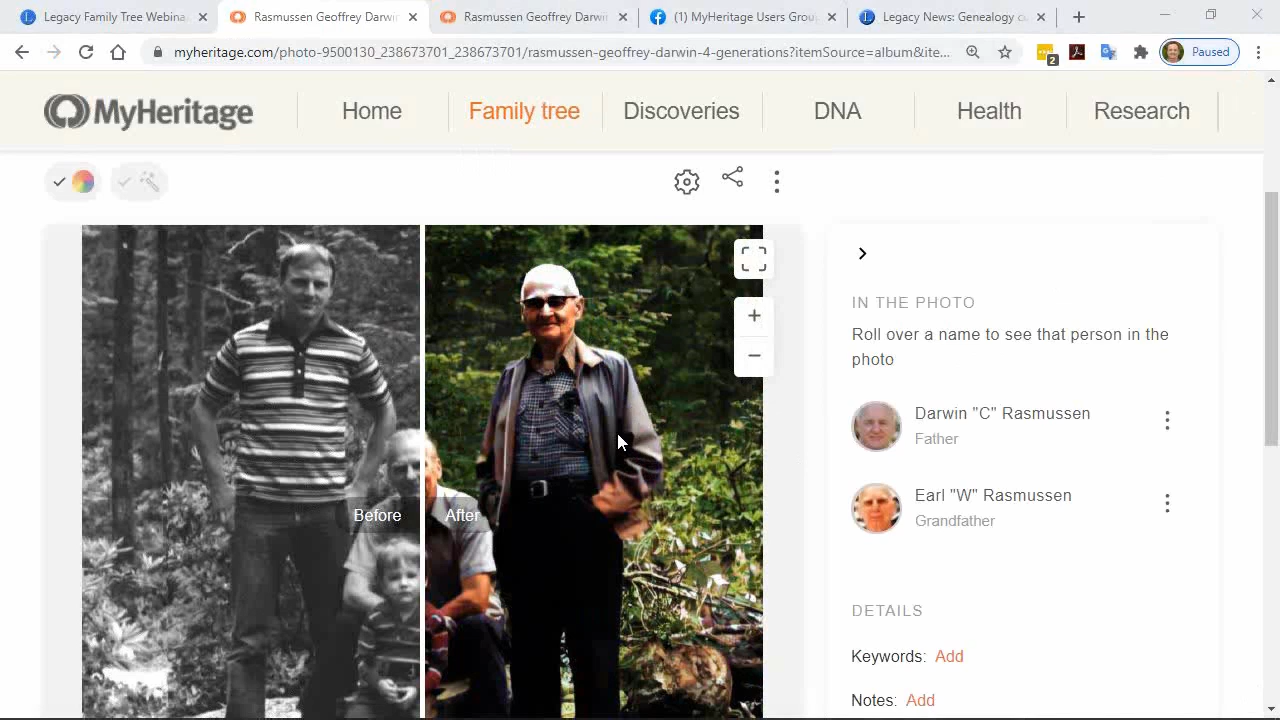 Legacy Family Tree Webina
Rasmussen Geoffrey Darwin
Rasmussen Geoffrey Darwi
(1) MyHeritage Users Group
Legacy News: Genealogy c
myheritage.com/photo-9500130_238673701_238673701/rasmussen-geoffrey-darwin-4-generations?itemSource=album&ite...
2
Paused
MyHeritage
Home
Family tree
Discoveries
DNA
Health
Research
IN THE PHOTO
Roll over a name to see that person in the
photo
Darwin "C" Rasmussen
Father
Earl "W" Rasmussen
Grandfather
Before
After
DETAILS
Keywords: Add
Notes: Add